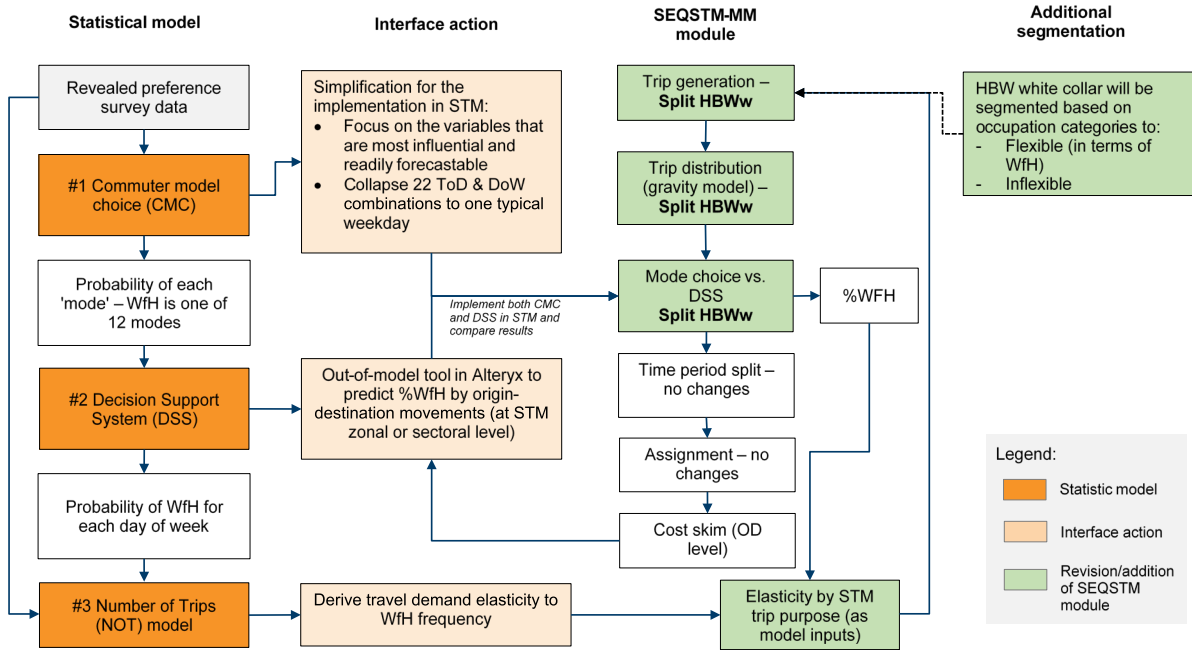 Statistical model
Interface action
SEQSTM-MM
module
Additional
segmentation
Revealed preference
survey data
#1 Commuter model
choice (CMC)
Probability of each
'mode' – WfH is one of
12 modes
#2 Decision Support
System (DSS)
Probability of WfH for
each day of week
#3 Number of Trips
(NOT) model
Simplification for the
implementation in STM:
• Focus on the variables that
are most influential and
readily forecastable
• Collapse 22 ToD & DoW
combinations to one typical
weekday
Implement both CMC
and DSS in STM and
compare results
Out-of-model tool in Alteryx to
predict %WfH by origin-
destination movements (at STM
zonal or sectoral level)
Derive travel demand elasticity to
WfH frequency
Trip generation –
Split HBWw
Trip distribution
(gravity model) –
Split HBWw
Mode choice vs.
DSS
Split HBWw
%WFH
Time period split –
no changes
Assignment – no
changes
Cost skim (OD
level)
Elasticity by STM
trip purpose (as
model inputs)
HBW white collar will be
segmented based on
occupation categories to:
- Flexible (in terms of
WfH)
- Inflexible
Legend:
Statistic model
Interface action
Revision/addition
of SEQSTM
module